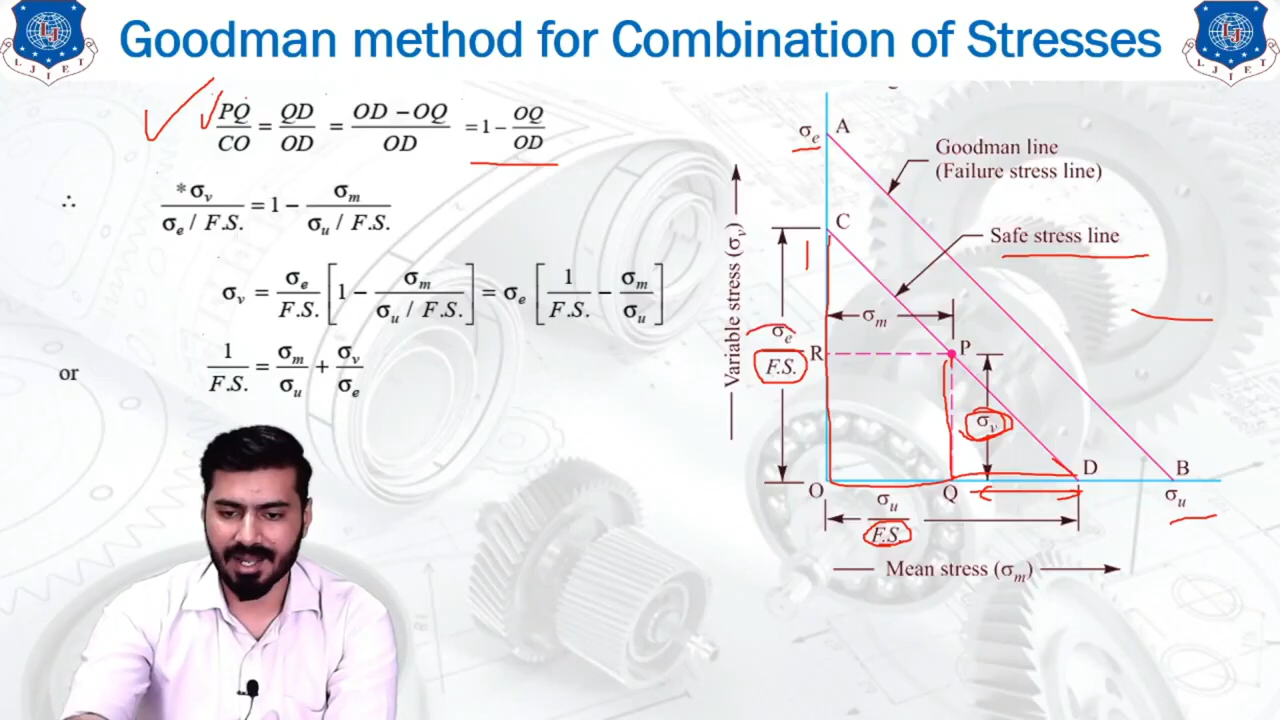 Goodman method for Combination of Stresses
LJIET
LJIET
PQ/CO = QD/OD = OD − OQ/OD = 1 − OQ/OD
∴ *σv/σe / F.S. = 1 − σm/σu / F.S.
σv = σe/F.S. [1 − σm/σu / F.S.] = σe [1/F.S. − σm/σu]
or 1/F.S. = σm/σu + σv/σe
σe A
Goodman line
(Failure stress line)
C
Safe stress line
Variable stress (σv)
σm
σe/F.S.
R P
σv
O Q D B
σu/F.S.
σu
Mean stress (σm)